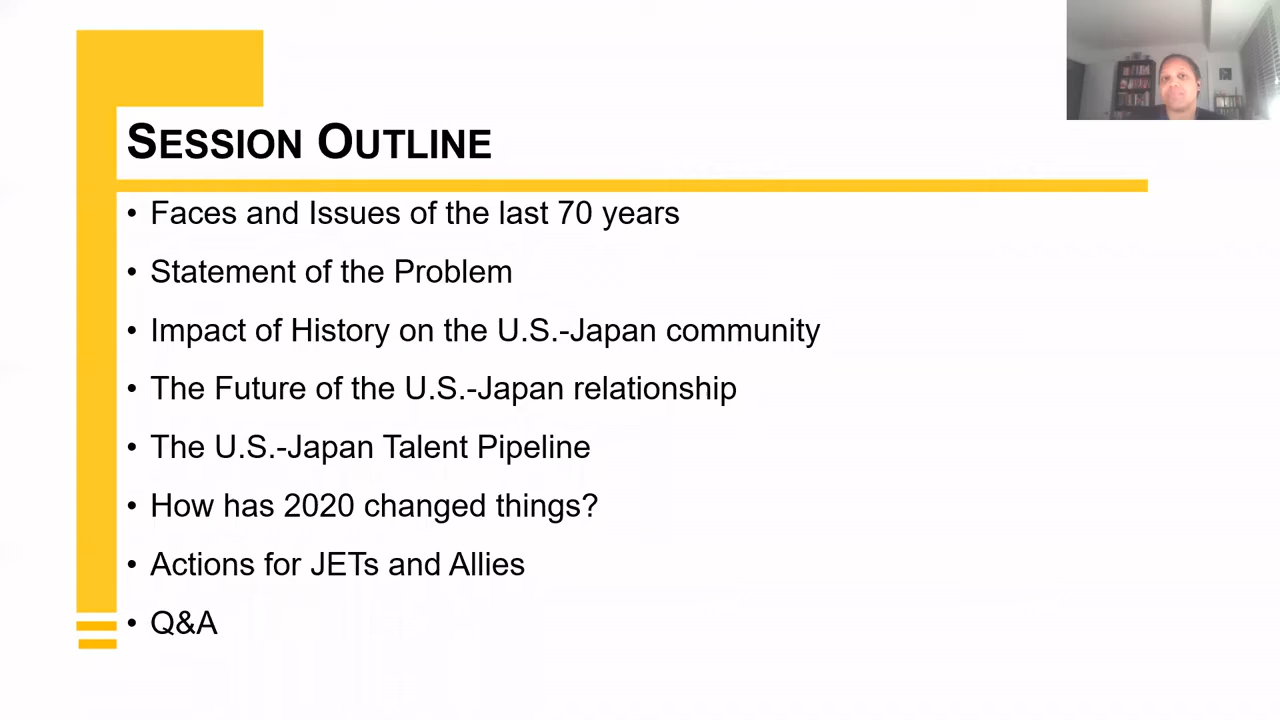 SESSION OUTLINE
• Faces and Issues of the last 70 years
• Statement of the Problem
• Impact of History on the U.S.-Japan community
• The Future of the U.S.-Japan relationship
• The U.S.-Japan Talent Pipeline
• How has 2020 changed things?
• Actions for JETs and Allies
• Q&A